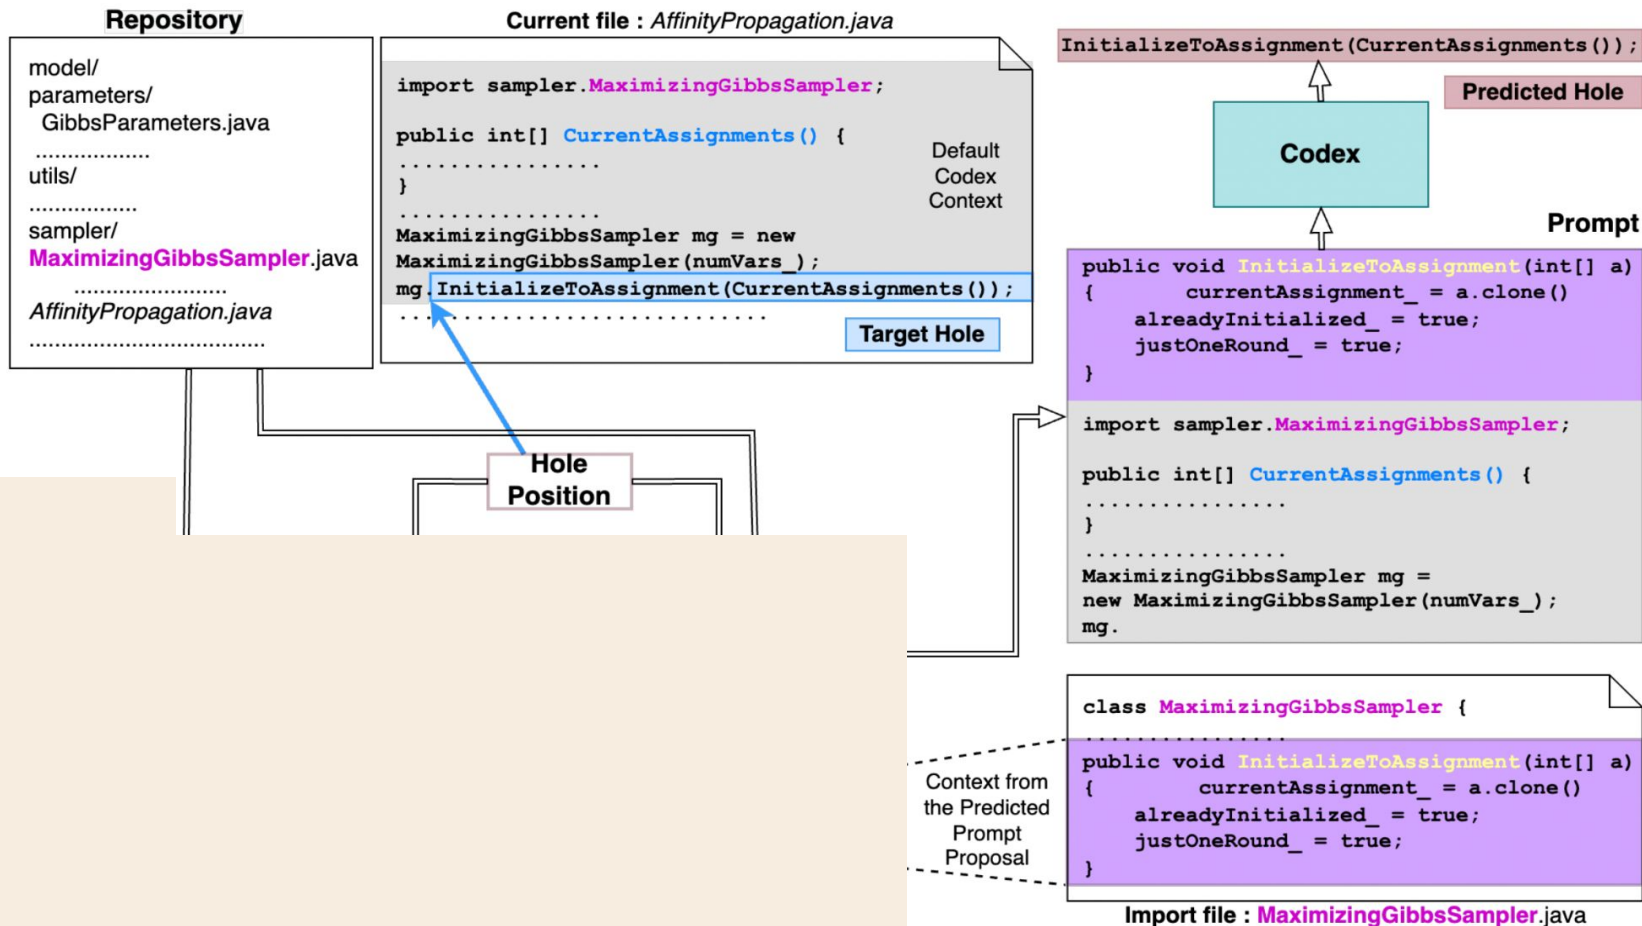 Repository
model/
parameters/
GibbsParameters.java
..................
utils/
.................
sampler/
MaximizingGibbsSampler.java
........................
AffinityPropagation.java
.....................................
Current file : AffinityPropagation.java
import sampler.MaximizingGibbsSampler;
public int[] CurrentAssignments() {
................
}
................
MaximizingGibbsSampler mg = new
MaximizingGibbsSampler(numVars_);
mg.InitializeToAssignment(CurrentAssignments());
..............................
Default
Codex
Context
Target Hole
Hole
Position
InitializeToAssignment(CurrentAssignments());
Predicted Hole
Codex
Prompt
public void InitializeToAssignment(int[] a)
{ currentAssignment_ = a.clone()
alreadyInitialized_ = true;
justOneRound_ = true;
}
import sampler.MaximizingGibbsSampler;
public int[] CurrentAssignments() {
................
}
................
MaximizingGibbsSampler mg =
new MaximizingGibbsSampler(numVars_);
mg.
class MaximizingGibbsSampler {
................
public void InitializeToAssignment(int[] a)
{ currentAssignment_ = a.clone()
alreadyInitialized_ = true;
justOneRound_ = true;
}
Context from
the Predicted
Prompt
Proposal
Import file : MaximizingGibbsSampler.java